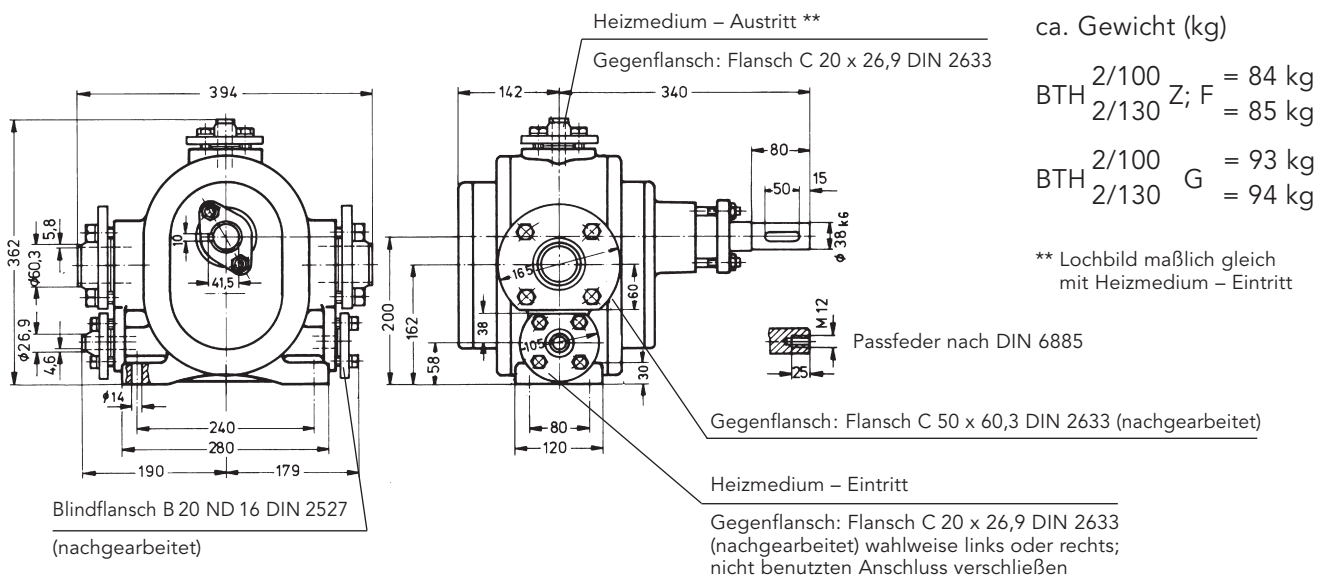 Heizmedium – Austritt **
Gegenflansch: Flansch C 20 x 26,9 DIN 2633
ca. Gewicht (kg)
BTH 2/100 Z; F = 84 kg
2/130 = 85 kg
BTH 2/100 G = 93 kg
2/130 = 94 kg
** Lochbild maßlich gleich
mit Heizmedium – Eintritt
394
362
5,8
ϕ60,3
ϕ26,9
4,6
10
41,5
ϕ14
240
280
190
179
142
340
80
50
15
ϕ 38 k6
165
60
200
162
38
105
58
30
80
120
M 12
25
Passfeder nach DIN 6885
Gegenflansch: Flansch C 50 x 60,3 DIN 2633 (nachgearbeitet)
Blindflansch B 20 ND 16 DIN 2527
(nachgearbeitet)
Heizmedium – Eintritt
Gegenflansch: Flansch C 20 x 26,9 DIN 2633
(nachgearbeitet) wahlweise links oder rechts;
nicht benutzten Anschluss verschließen